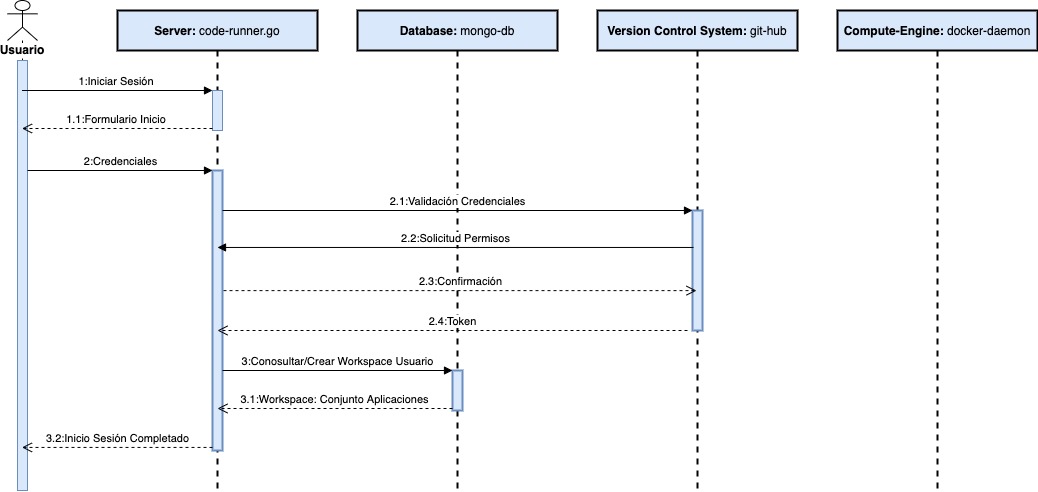 Usuario
Server: code-runner.go
Database: mongo-db
Version Control System: git-hub
Compute-Engine: docker-daemon
1:Iniciar Sesión
1.1:Formulario Inicio
2:Credenciales
2.1:Validación Credenciales
2.2:Solicitud Permisos
2.3:Confirmación
2.4:Token
3:Conosultar/Crear Workspace Usuario
3.1:Workspace: Conjunto Aplicaciones
3.2:Inicio Sesión Completado